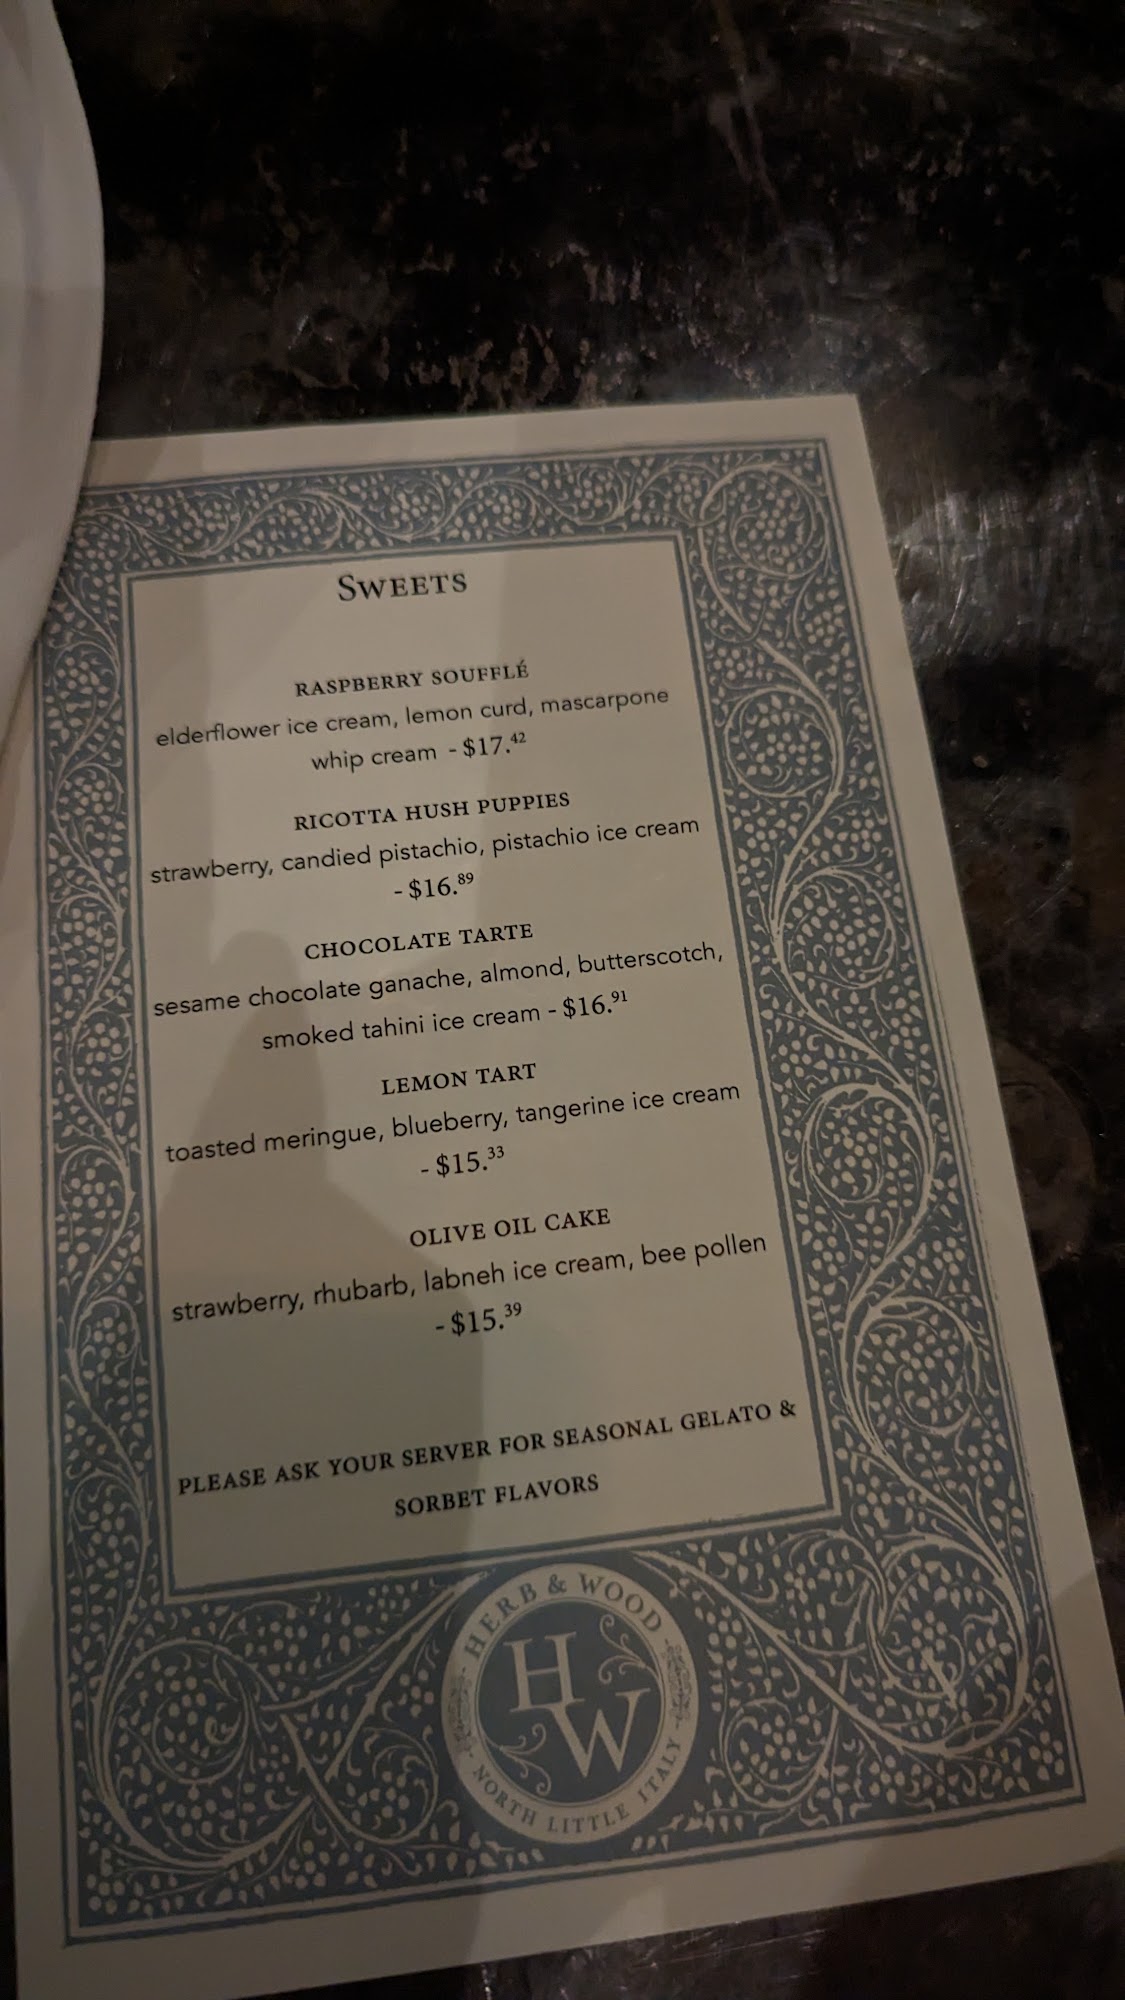 SWEETS
RASPBERRY SOUFFLÉ
elderflower ice cream, lemon curd, mascarpone
whip cream - $17.42
RICOTTA HUSH PUPPIES
strawberry, candied pistachio, pistachio ice cream
- $16.89
CHOCOLATE TARTE
sesame chocolate ganache, almond, butterscotch,
smoked tahini ice cream - $16.91
LEMON TART
toasted meringue, blueberry, tangerine ice cream
- $15.33
OLIVE OIL CAKE
strawberry, rhubarb, labneh ice cream, bee pollen
- $15.39
PLEASE ASK YOUR SERVER FOR SEASONAL GELATO &
SORBET FLAVORS
HERB & WOOD
H
W
NORTH LITTLE ITALY